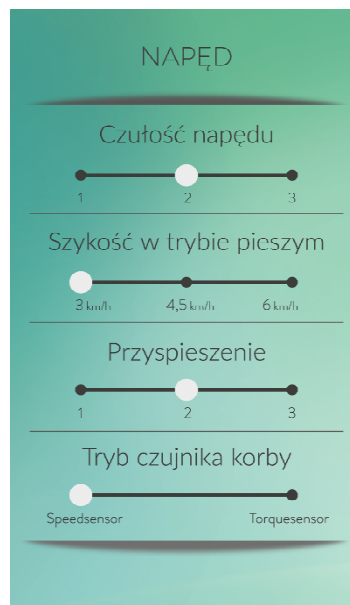 NAPĘD
Czułość napędu
1 2 3
Szykość w trybie pieszym
3 km/h 4,5 km/h 6 km/h
Przyspieszenie
1 2 3
Tryb czujnika korby
Speedsensor Torquesensor